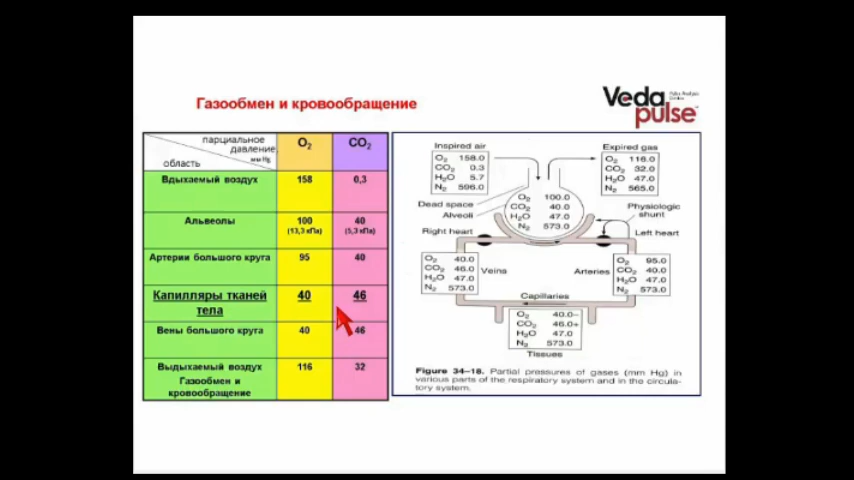 Газообмен и кровообращение
Veda
pulse
парциальное
давление,
мм Hg
область
O₂
CO₂
Вдыхаемый воздух
158
0,3
Альвеолы
100
(13,3 кПа)
40
(5,3 кПа)
Артерии большого круга
95
40
Капилляры тканей
тела
40
46
Вены большого круга
40
46
Выдыхаемый воздух
116
32
Газообмен и
кровообращение
Inspired air
O₂ 158.0
CO₂ 0.3
H₂O 5.7
N₂ 596.0
Expired gas
O₂ 116.0
CO₂ 32.0
H₂O 47.0
N₂ 565.0
Dead space
Alveoli
O₂ 100.0
CO₂ 40.0
H₂O 47.0
N₂ 573.0
Physiologic
shunt
Right heart
Left heart
O₂ 40.0
CO₂ 46.0
H₂O 47.0
N₂ 573.0
Veins
Arteries
O₂ 95.0
CO₂ 40.0
H₂O 47.0
N₂ 573.0
Capillaries
O₂ 40.0–
CO₂ 46.0+
H₂O 47.0
N₂ 573.0
Tissues
Figure 34–18. Partial pressures of gases (mm Hg) in
various parts of the respiratory system and in the circula-
tory system.